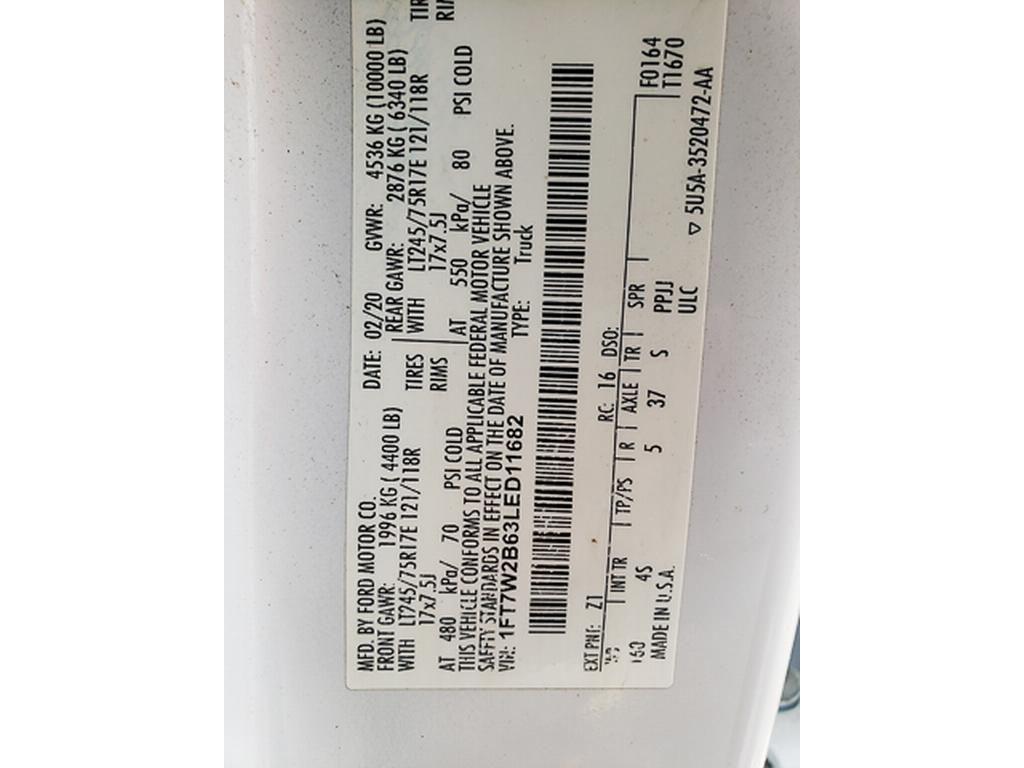 MFD. BY FORD MOTOR CO.
DATE: 02/20 GVWR: 4536 KG (10000 LB)
FRONT GAWR: 1996 KG ( 4400 LB)
REAR GAWR: 2876 KG ( 6340 LB)
WITH LT245/75R17E 121/118R TIRES
WITH LT245/75R17E 121/118R TIR
17x7.5J RIMS
17x7.5J RI
AT 480 kPa/ 70 PSI COLD
AT 550 kPa/ 80 PSI COLD
THIS VEHICLE CONFORMS TO ALL APPLICABLE FEDERAL MOTOR VEHICLE
SAFETY STANDARDS IN EFFECT ON THE DATE OF MANUFACTURE SHOWN ABOVE.
VIN: 1FT7W2B63LED11682
TYPE: Truck
EXT PNT: Z1 RC: 16 DSO:
INT TR TP/PS R AXLE TR SPR F0164
160 4S 5 37 S PPJJ T1670
MADE IN U.S.A. ULC
▽ 5U5A-3520472-AA